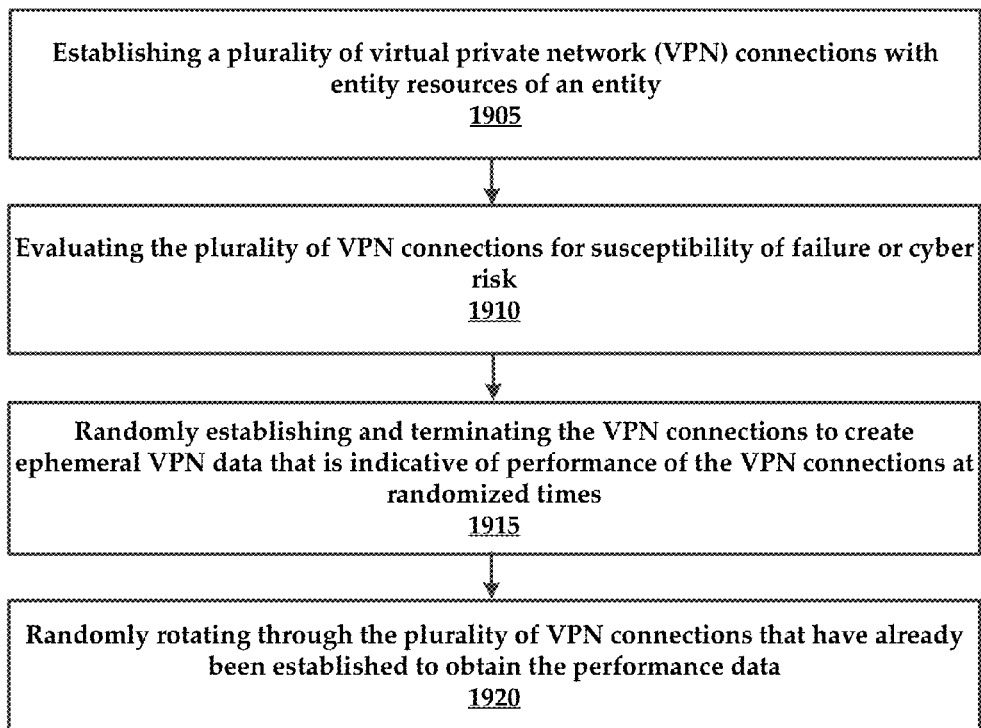 Establishing a plurality of virtual private network (VPN) connections with
entity resources of an entity
1905
Evaluating the plurality of VPN connections for susceptibility of failure or cyber
risk
1910
Randomly establishing and terminating the VPN connections to create
ephemeral VPN data that is indicative of performance of the VPN connections at
randomized times
1915
Randomly rotating through the plurality of VPN connections that have already
been established to obtain the performance data
1920